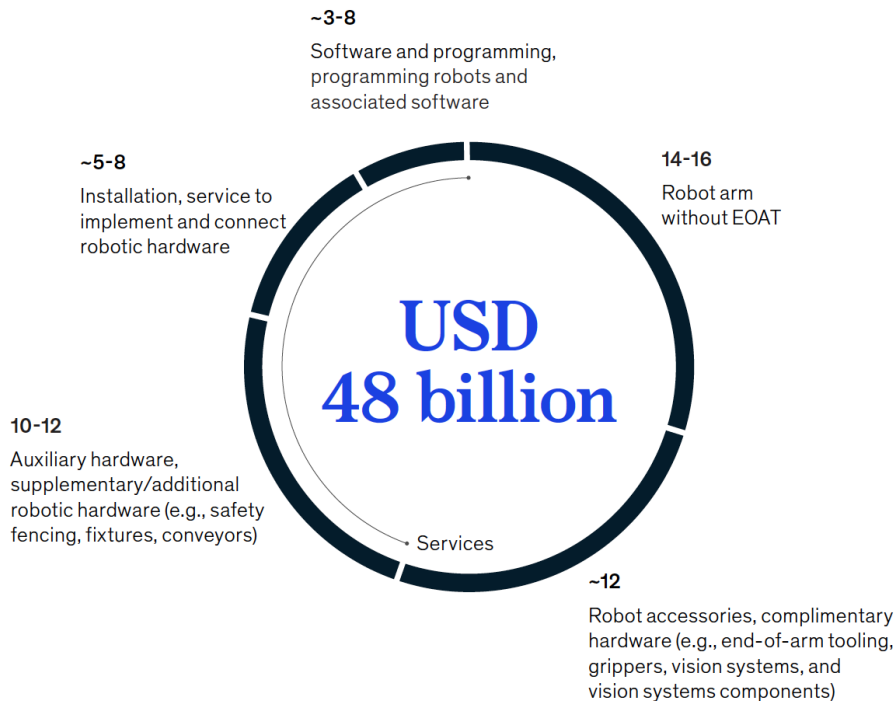 ~3-8
Software and programming,
programming robots and
associated software
~5-8
Installation, service to
implement and connect
robotic hardware
14-16
Robot arm
without EOAT
USD
48 billion
10-12
Auxiliary hardware,
supplementary/additional
robotic hardware (e.g., safety
fencing, fixtures, conveyors)
Services
~12
Robot accessories, complimentary
hardware (e.g., end-of-arm tooling,
grippers, vision systems, and
vision systems components)